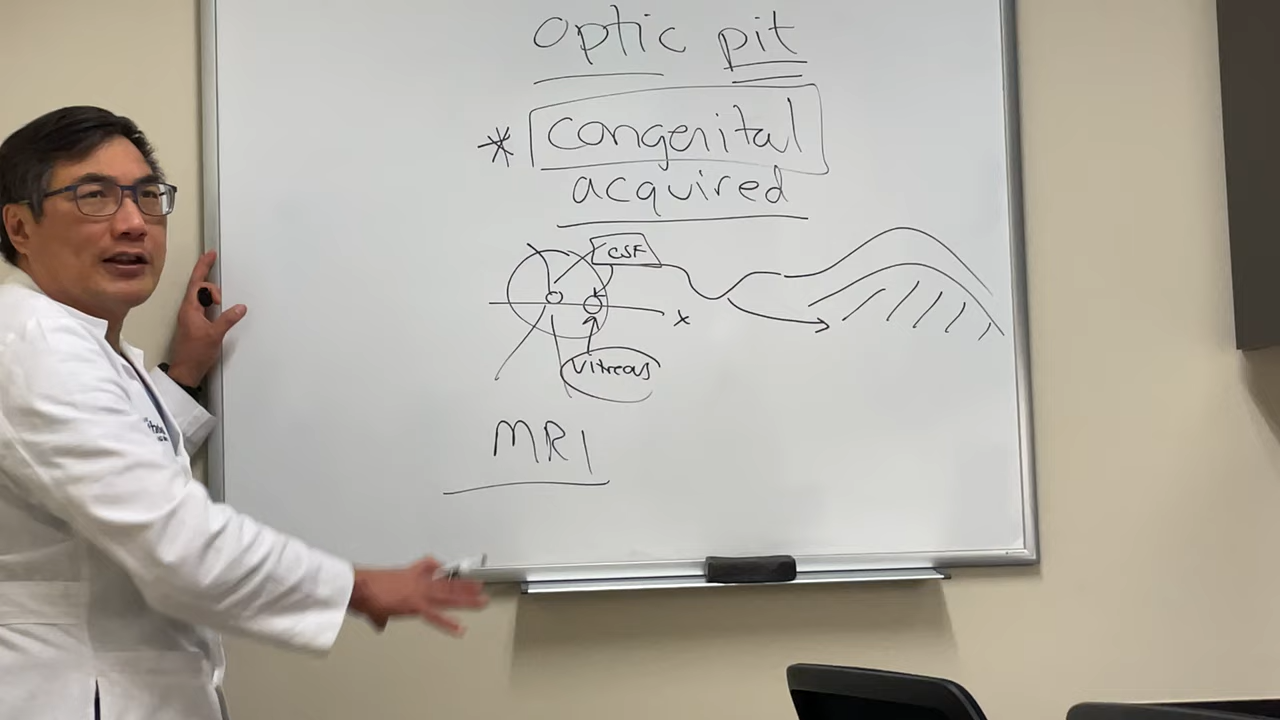 optic pit
* congenital
acquired
CSF
x
vitreous
MRI